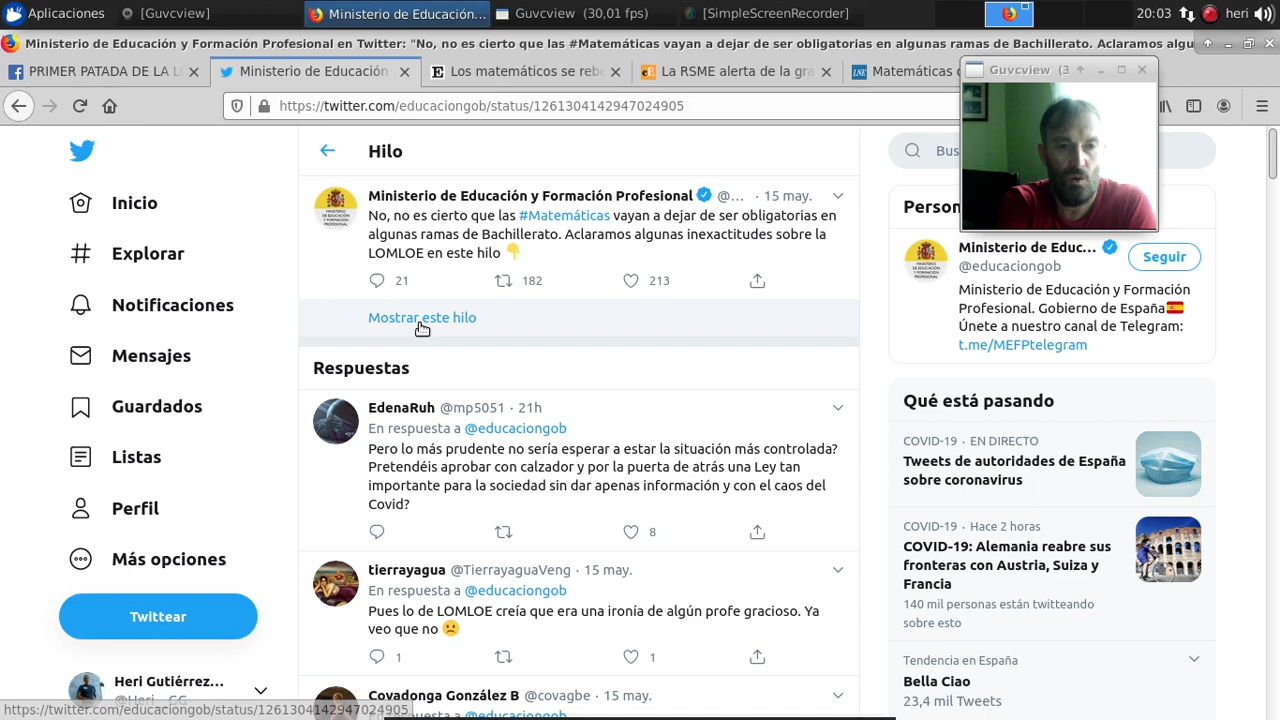 Aplicaciones
[Guvcview]
Ministerio de Educación...
Guvcview (30,01 fps)
[SimpleScreenRecorder]
20:03
heri
Ministerio de Educación y Formación Profesional en Twitter: "No, no es cierto que las #Matemáticas vayan a dejar de ser obligatorias en algunas ramas de Bachillerato. Aclaramos algu
PRIMER PATADA DE LA L
Ministerio de Educación
Los matemáticos se rebe
La RSME alerta de la gra
Matemáticas
Guvcview (3
https://twitter.com/educaciongob/status/1261304142947024905
Inicio
Explorar
Notificaciones
Mensajes
Guardados
Listas
Perfil
Más opciones
Twittear
Heri Gutiérrez...
@Heri_GG
https://twitter.com/educaciongob/status/1261304142947024905
Hilo
Ministerio de Educación y Formación Profesional @... · 15 may.
No, no es cierto que las #Matemáticas vayan a dejar de ser obligatorias en
algunas ramas de Bachillerato. Aclaramos algunas inexactitudes sobre la
LOMLOE en este hilo 👇
21 182 213
Mostrar este hilo
Respuestas
EdenaRuh @mp5051 · 21h
En respuesta a @educaciongob
Pero lo más prudente no sería esperar a estar la situación más controlada?
Pretendéis aprobar con calzador y por la puerta de atrás una Ley tan
importante para la sociedad sin dar apenas información y con el caos del
Covid?
8
tierrayagua @TierrayaguaVeng · 15 may.
En respuesta a @educaciongob
Pues lo de LOMLOE creía que era una ironía de algún profe gracioso. Ya
veo que no 🙁
1 1
Covadonga González B @covagbe · 15 may.
@educaciongob
Bus
Person
Ministerio de Educ...
@educaciongob
Seguir
Ministerio de Educación y Formación
Profesional. Gobierno de España🇪🇸
Únete a nuestro canal de Telegram:
t.me/MEFPtelegram
Qué está pasando
COVID-19 · EN DIRECTO
Tweets de autoridades de España
sobre coronavirus
COVID-19 · Hace 2 horas
COVID-19: Alemania reabre sus
fronteras con Austria, Suiza y
Francia
140 mil personas están twitteando
sobre esto
Tendencia en España
Bella Ciao
23,4 mil Tweets